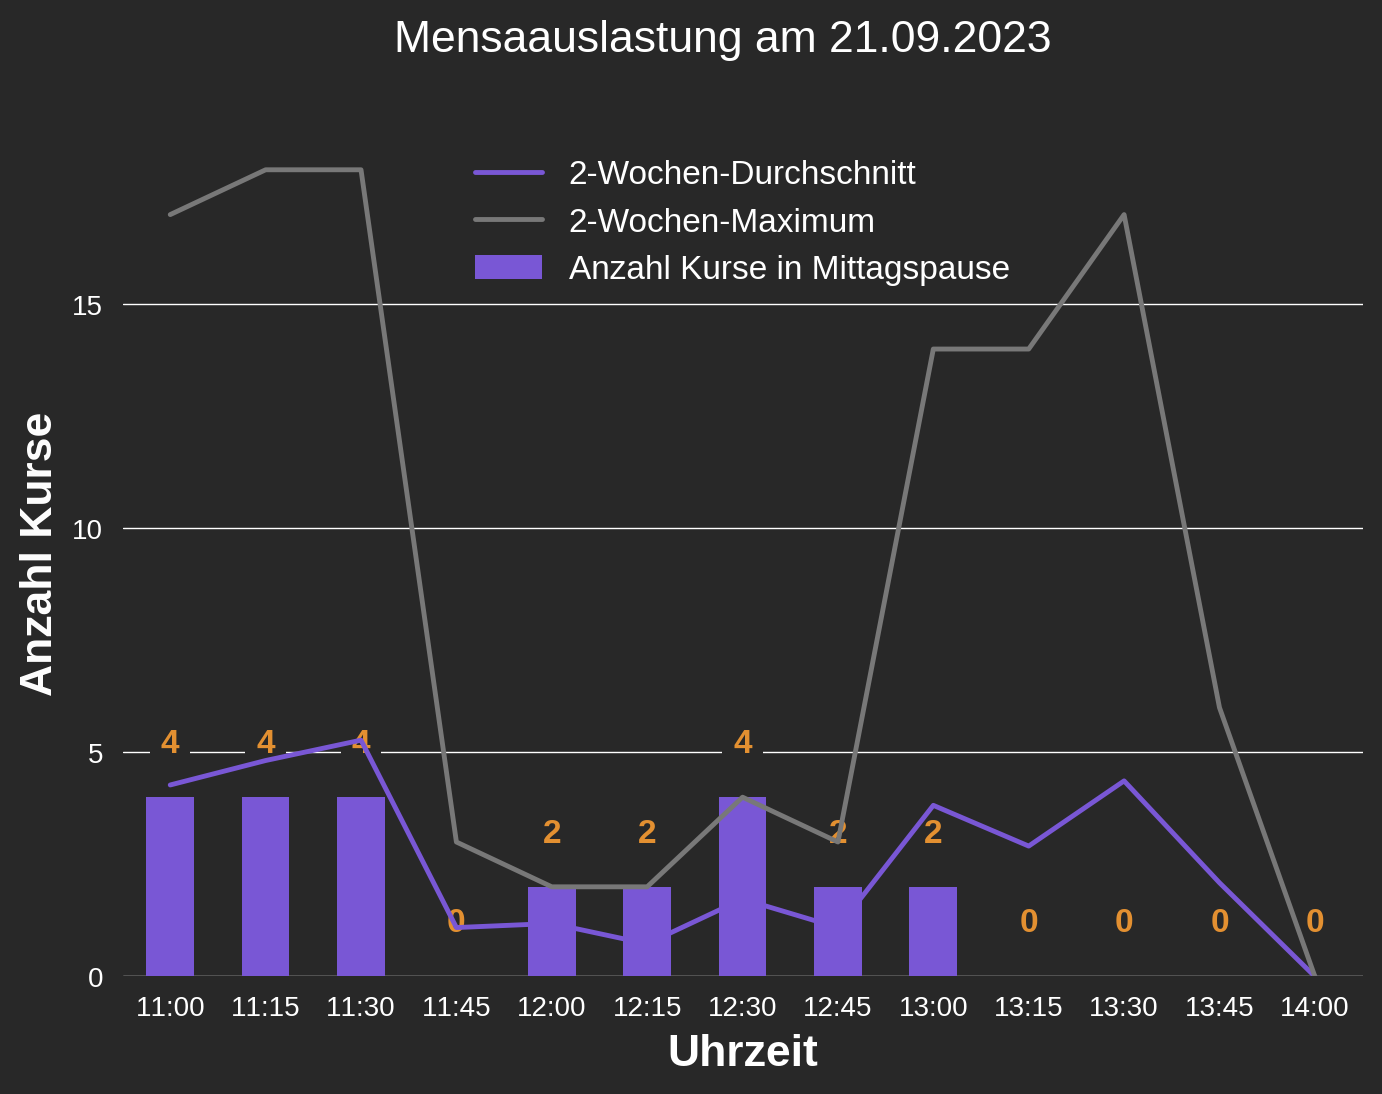 Mensaauslastung am 21.09.2023
2-Wochen-Durchschnitt
2-Wochen-Maximum
Anzahl Kurse in Mittagspause
Anzahl Kurse
15
10
5
0
4 4 4 0 2 2 4 2 2 0 0 0 0
11:00 11:15 11:30 11:45 12:00 12:15 12:30 12:45 13:00 13:15 13:30 13:45 14:00
Uhrzeit